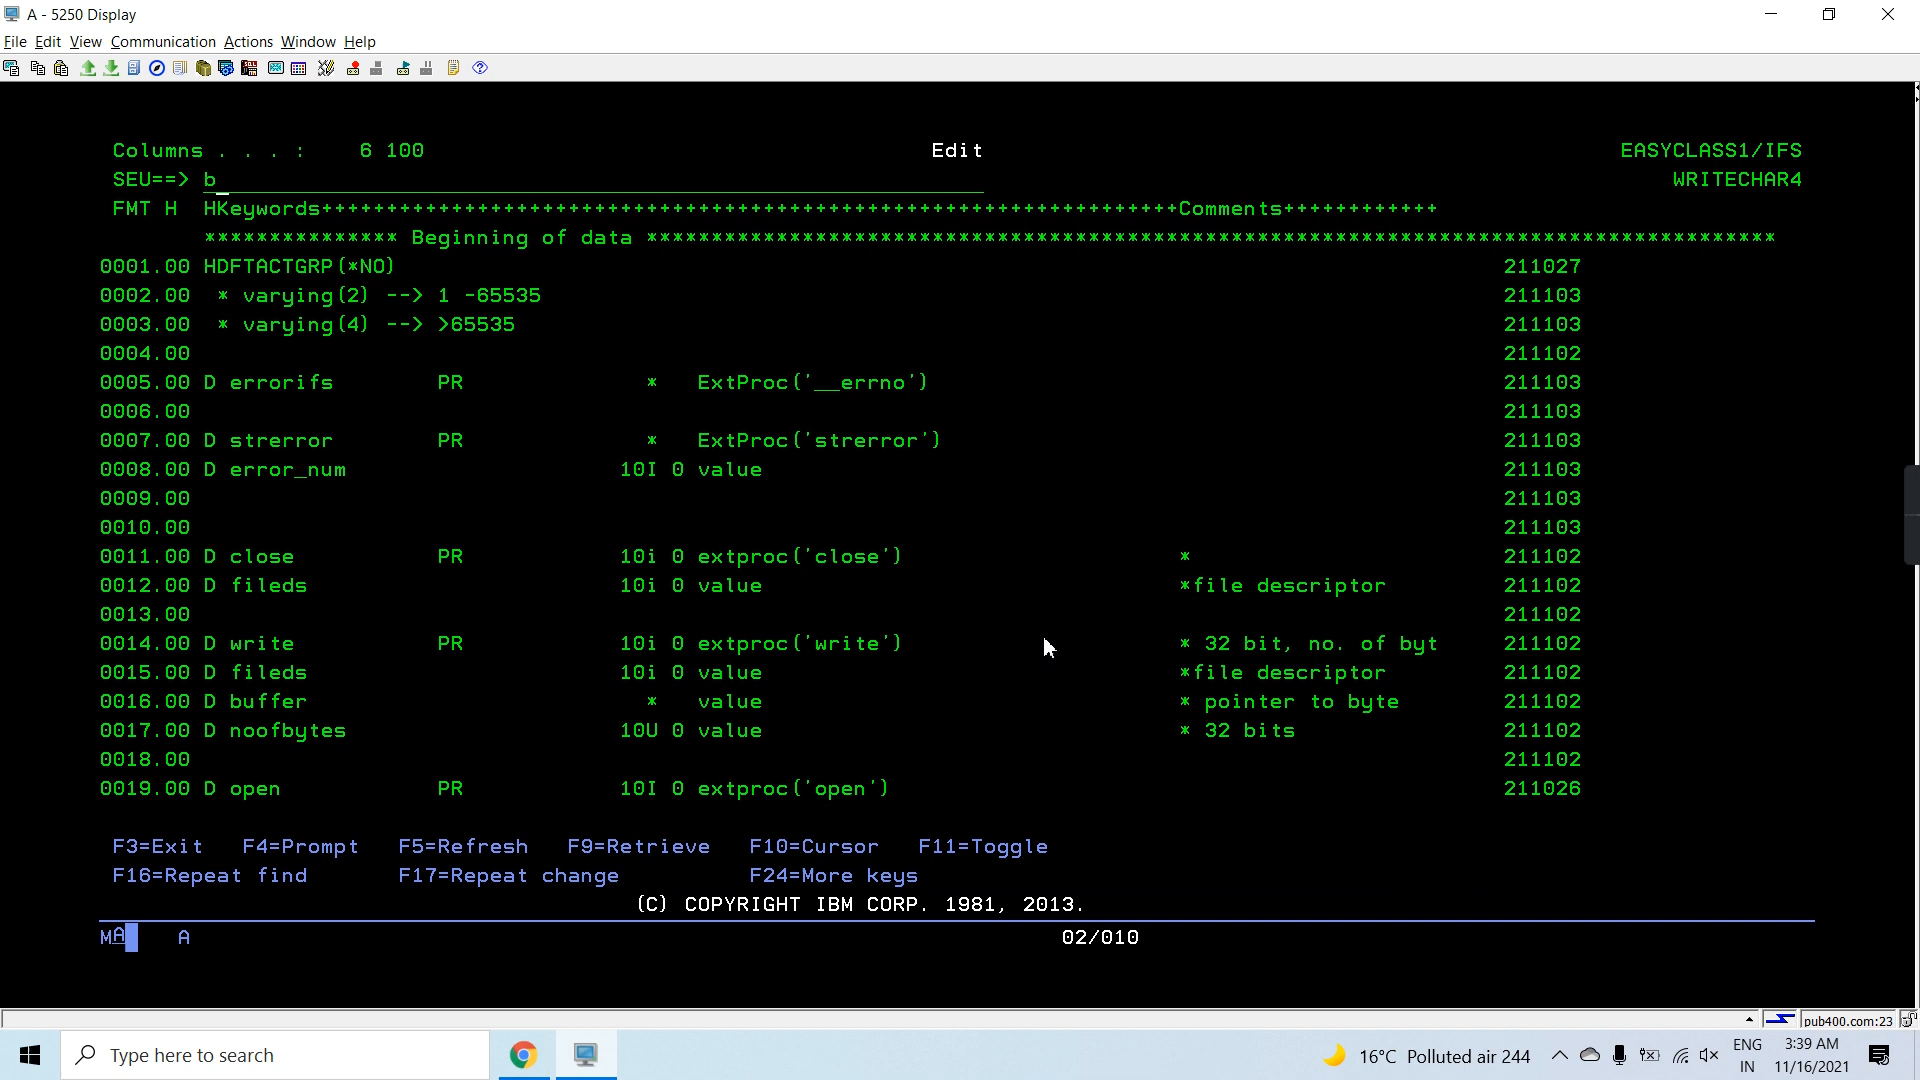 A - 5250 Display
File Edit View Communication Actions Window Help
Columns . . . :    6 100                                       Edit                                                 EASYCLASS1/IFS
SEU==> b                                                                                                                 WRITECHAR4
FMT H  HKeywords++++++++++++++++++++++++++++++++++++++++++++++++++++++++++++++++++Comments++++++++++++
*************** Beginning of data ***************************************************************************************
0001.00 HDFTACTGRP(*NO) 211027
0002.00  * varying(2) --> 1 -65535 211103
0003.00  * varying(4) --> >65535 211103
0004.00 211102
0005.00 D errorifs        PR              *   ExtProc('__errno') 211103
0006.00 211103
0007.00 D strerror        PR              *   ExtProc('strerror') 211103
0008.00 D error_num                     10I 0 value 211103
0009.00 211103
0010.00 211103
0011.00 D close           PR            10i 0 extproc('close')                     * 211102
0012.00 D fileds                        10i 0 value                                *file descriptor 211102
0013.00 211102
0014.00 D write           PR            10i 0 extproc('write')                     * 32 bit, no. of byt 211102
0015.00 D fileds                        10i 0 value                                *file descriptor 211102
0016.00 D buffer                          *   value                                * pointer to byte 211102
0017.00 D noofbytes                     10U 0 value                                * 32 bits 211102
0018.00 211102
0019.00 D open            PR            10I 0 extproc('open') 211026
F3=Exit   F4=Prompt   F5=Refresh   F9=Retrieve   F10=Cursor   F11=Toggle
F16=Repeat find       F17=Repeat change          F24=More keys
(C) COPYRIGHT IBM CORP. 1981, 2013.
MA    A    02/010
pub400.com:23
Type here to search
16°C Polluted air 244
ENG
IN
3:39 AM
11/16/2021